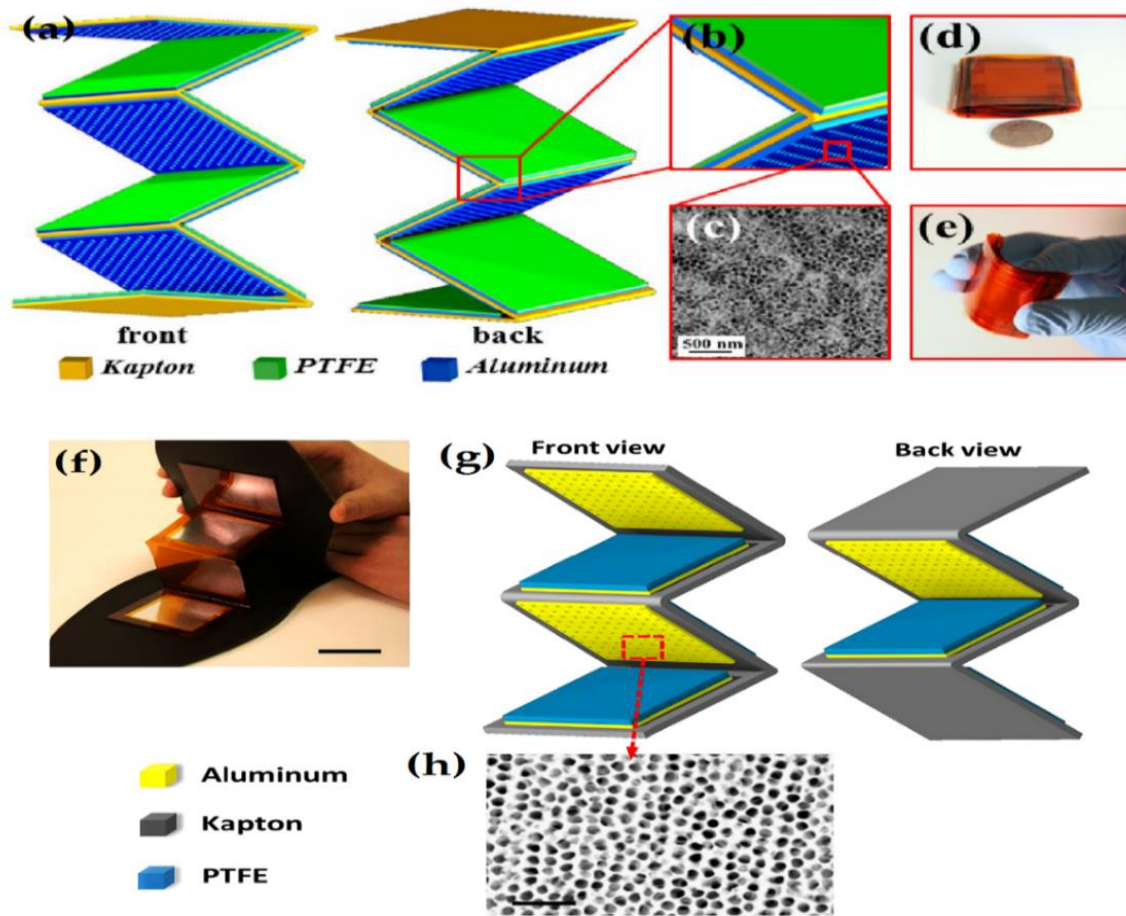 (a)
(b)
(d)
(c)
500 nm
(e)
front
back
Kapton
PTFE
Aluminum
(f)
(g)
Front view
Back view
(h)
Aluminum
Kapton
PTFE